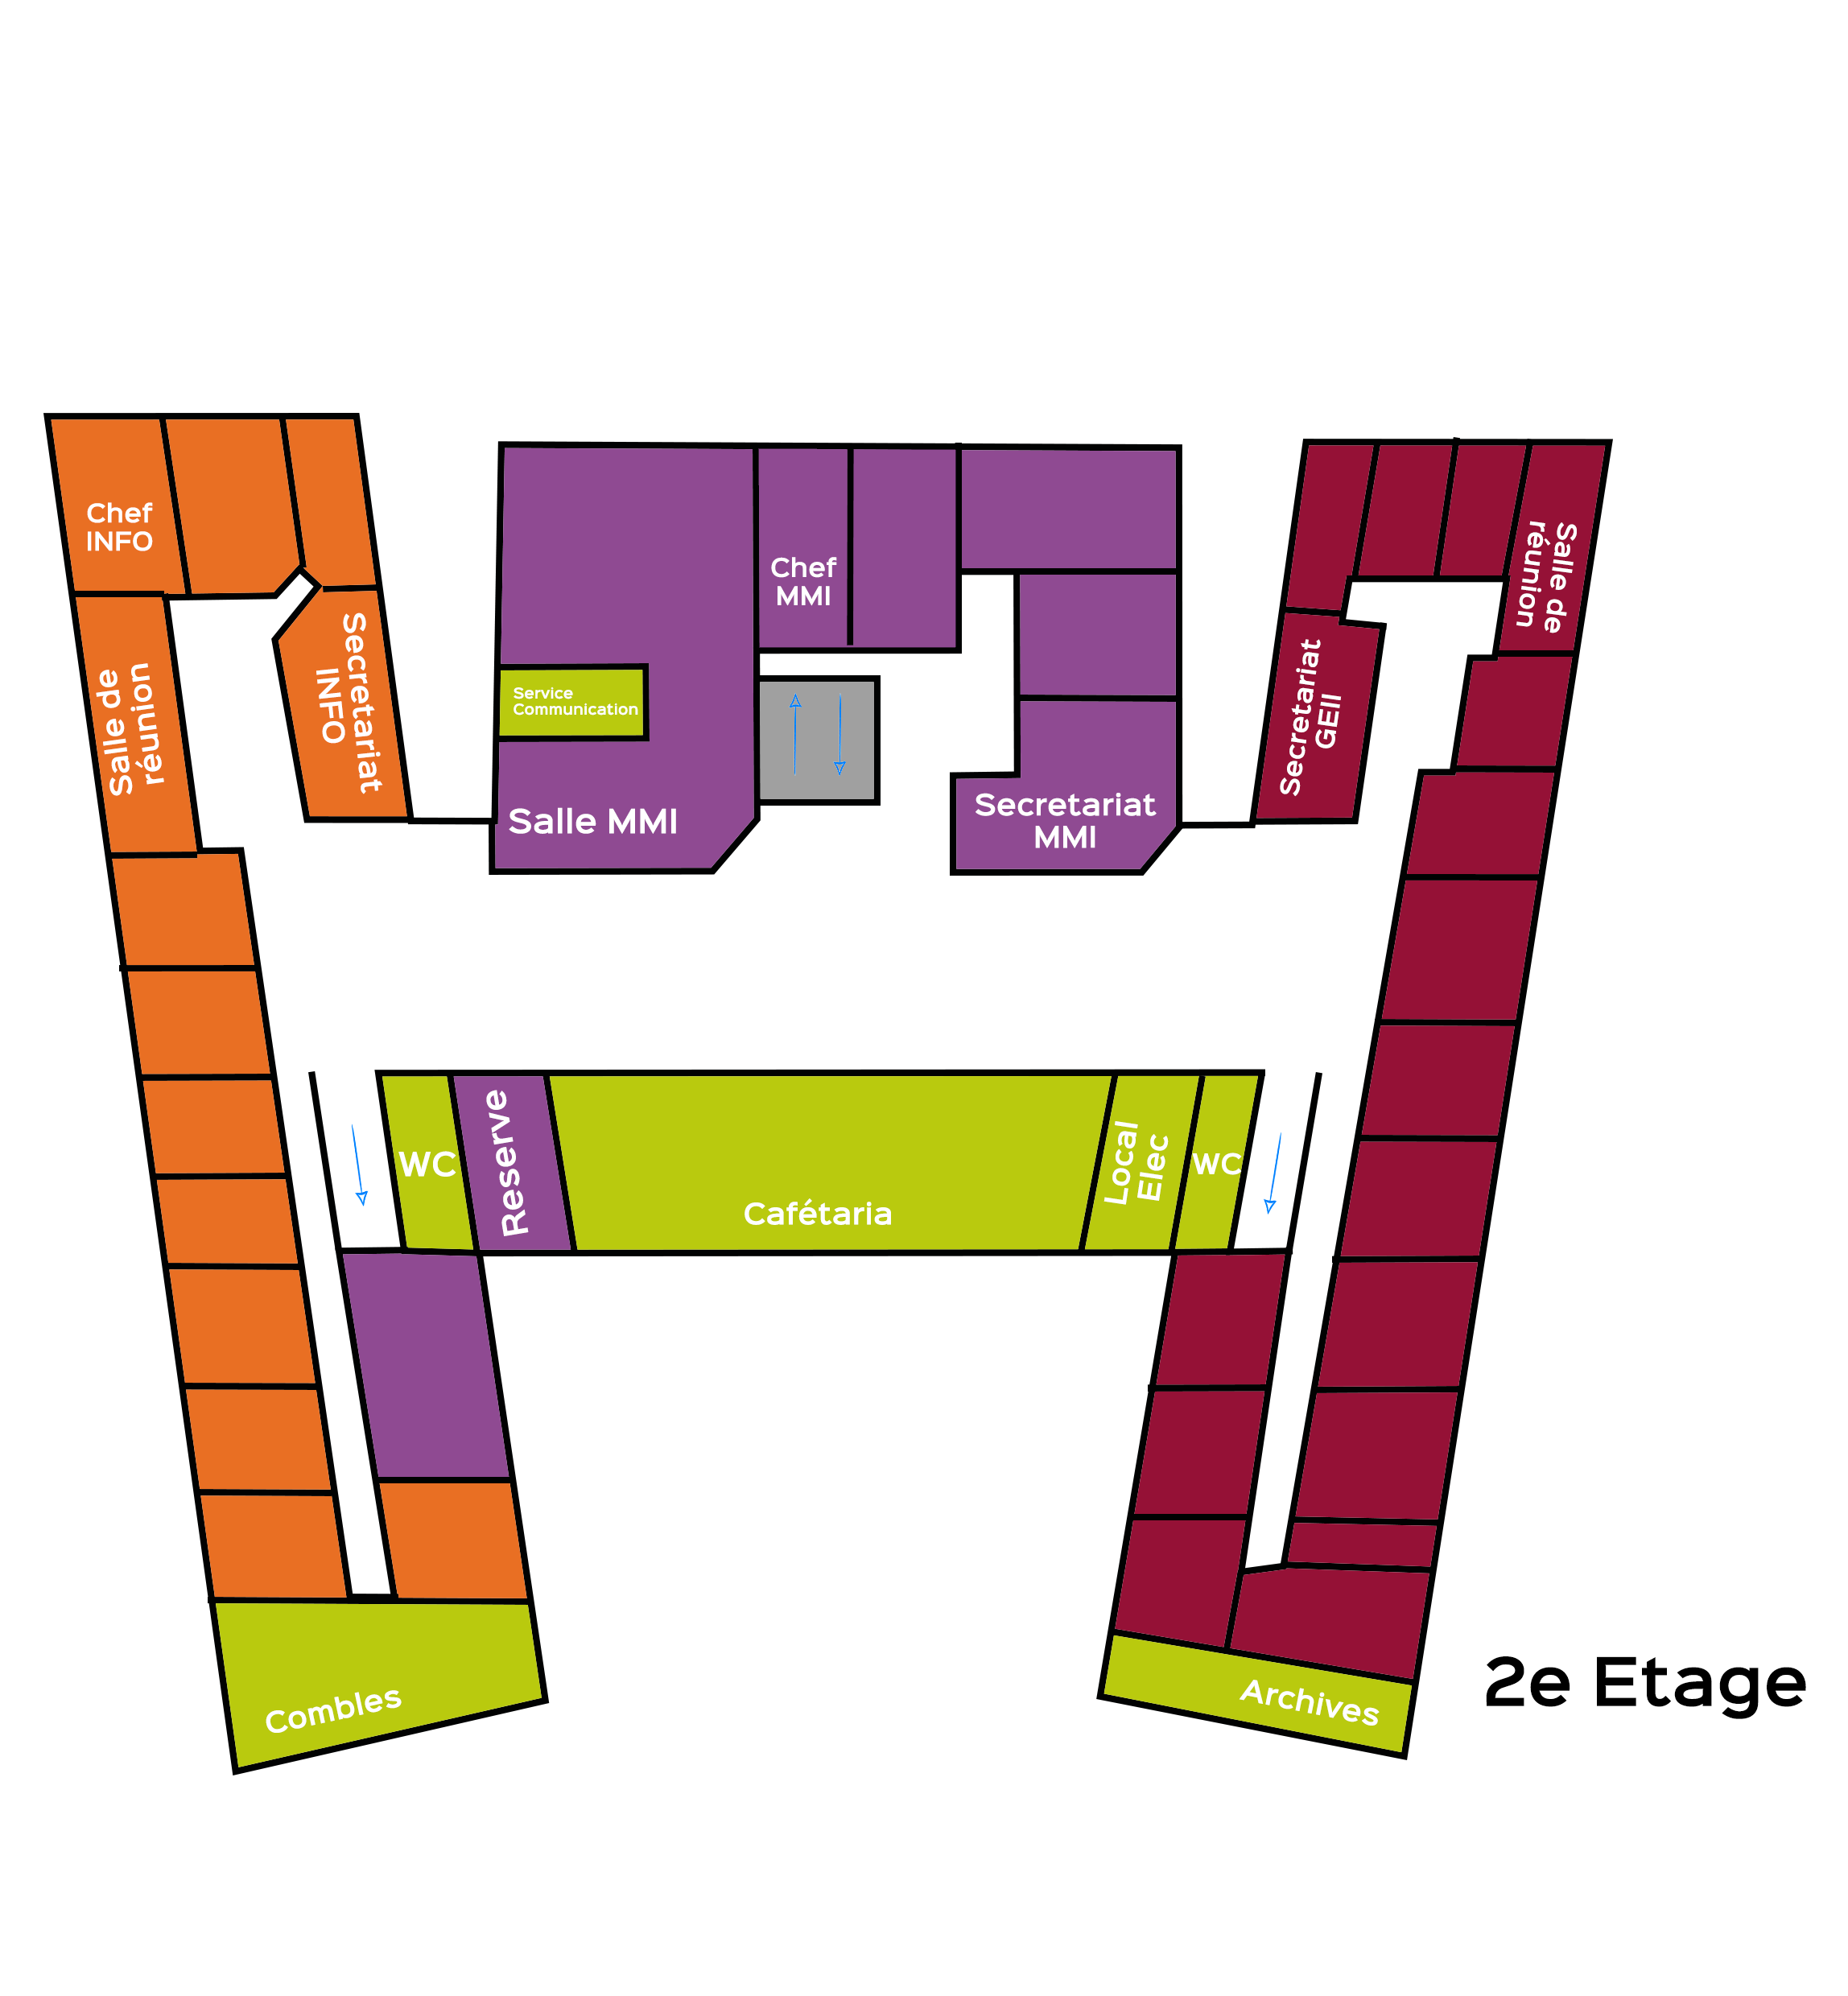 Chef
INFO
Salle de
réunion
Secretariat
INFO
Chef
MMI
Service
Communication
Salle MMI
Secretariat
MMI
Secretariat
GEII
Salle de
réunion
WC
Reserve
Cafétaria
Local
Elec
WC
Combles
Archives
2e Etage